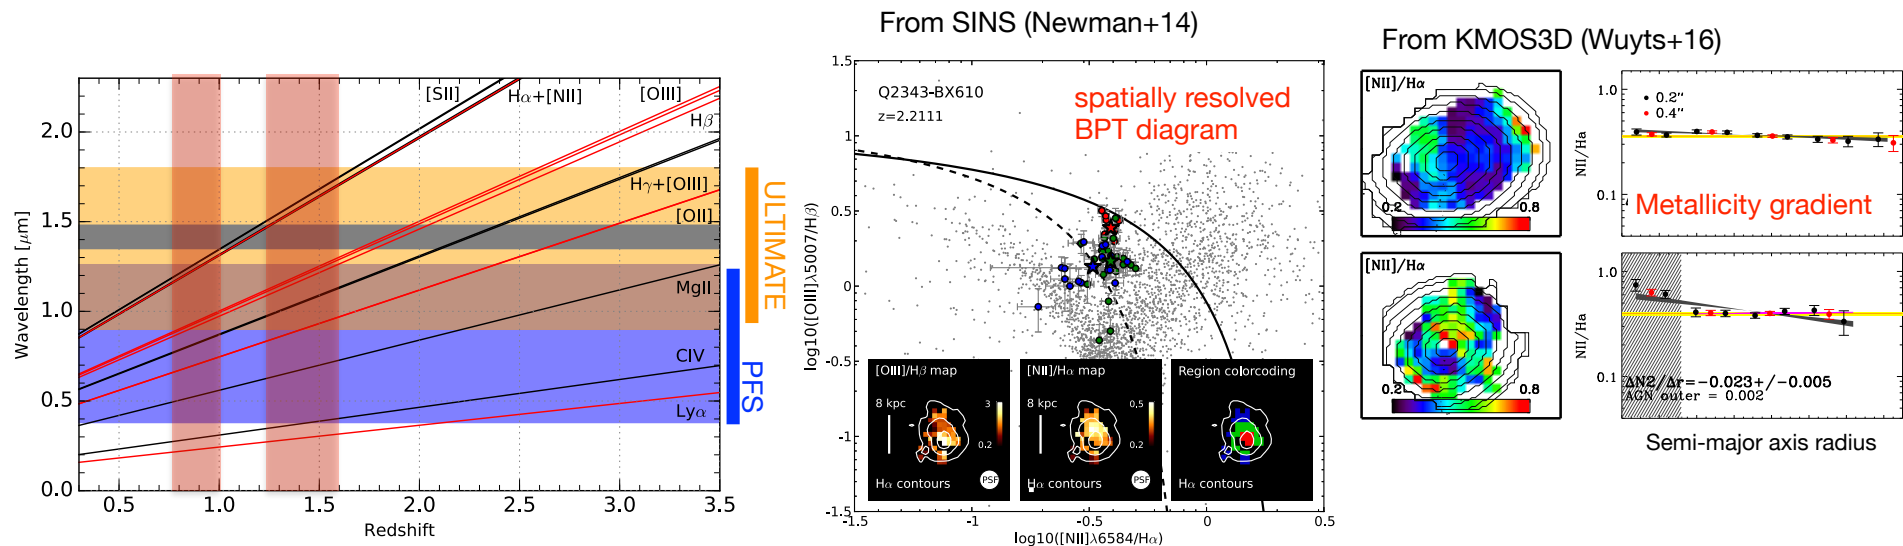 From SINS (Newman+14)
From KMOS3D (Wuyts+16)
[SII]
Hα+[NII]
[OIII]
Hβ
Hγ+[OIII]
[OII]
MgII
CIV
Lyα
2.0
1.5
1.0
0.5
0.0
Wavelength [μm]
0.5 1.0 1.5 2.0 2.5 3.0 3.5
Redshift
ULTIMATE
PFS
1.5
1
0.5
0
-0.5
-1
-1.5
log10([OIII]λ5007/Hβ)
Q2343-BX610
z=2.2111
spatially resolved
BPT diagram
[OIII]/Hβ map
8 kpc
3
0.2
PSF
Hα contours
[NII]/Hα map
8 kpc
0.5
0.2
PSF
Hα contours
Region colorcoding
Hα contours
-1.5 -1 -0.5 0 0.5
log10([NII]λ6584/Hα)
[NII]/Hα
0.2 0.8
1.0
0.1
NII/Ha
0.2"
0.4"
Metallicity gradient
[NII]/Hα
0.2 0.8
1.0
0.1
NII/Ha
ΔN2/Δr=−0.023+/−0.005
AGN outer = 0.002
Semi-major axis radius